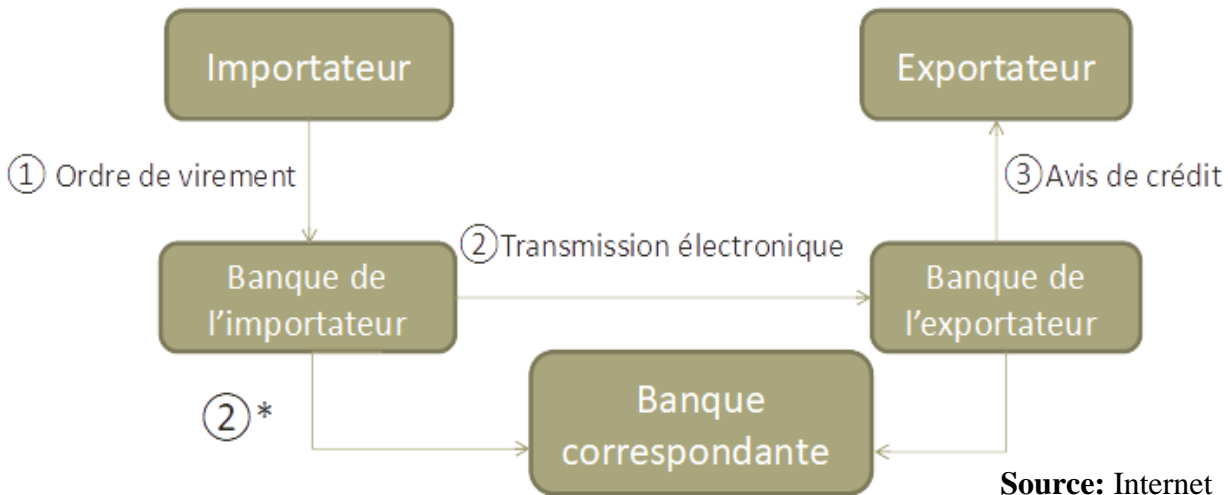 Importateur
Exportateur
① Ordre de virement
③ Avis de crédit
② Transmission électronique
Banque de
l'importateur
Banque de
l'exportateur
② *
Banque
correspondante
Source: Internet